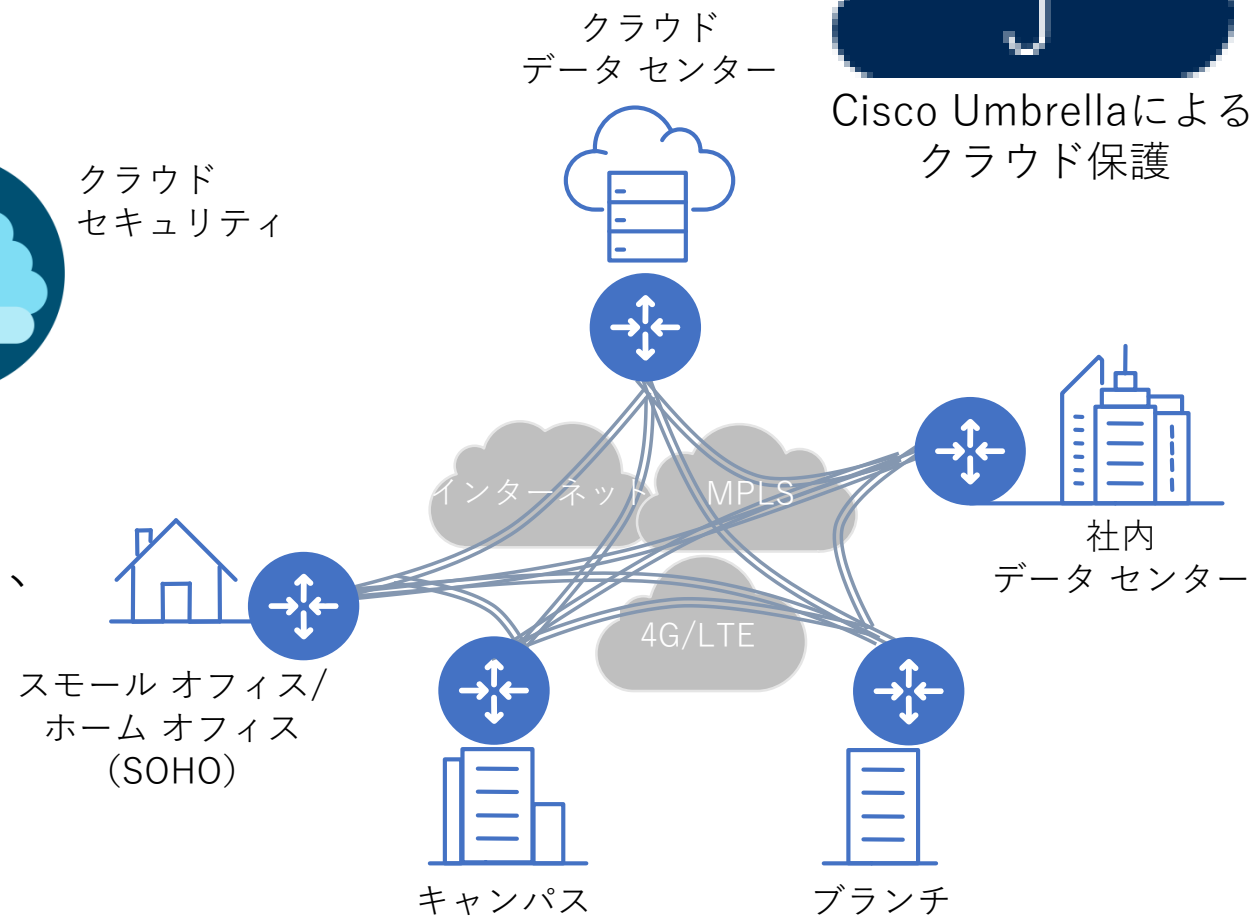 クラウド
データ センター
Cisco Umbrellaによる
クラウド保護
クラウド
セキュリティ
インターネット
MPLS
社内
データ センター
、
4G/LTE
スモール オフィス/
ホーム オフィス
(SOHO)
キャンパス
ブランチ